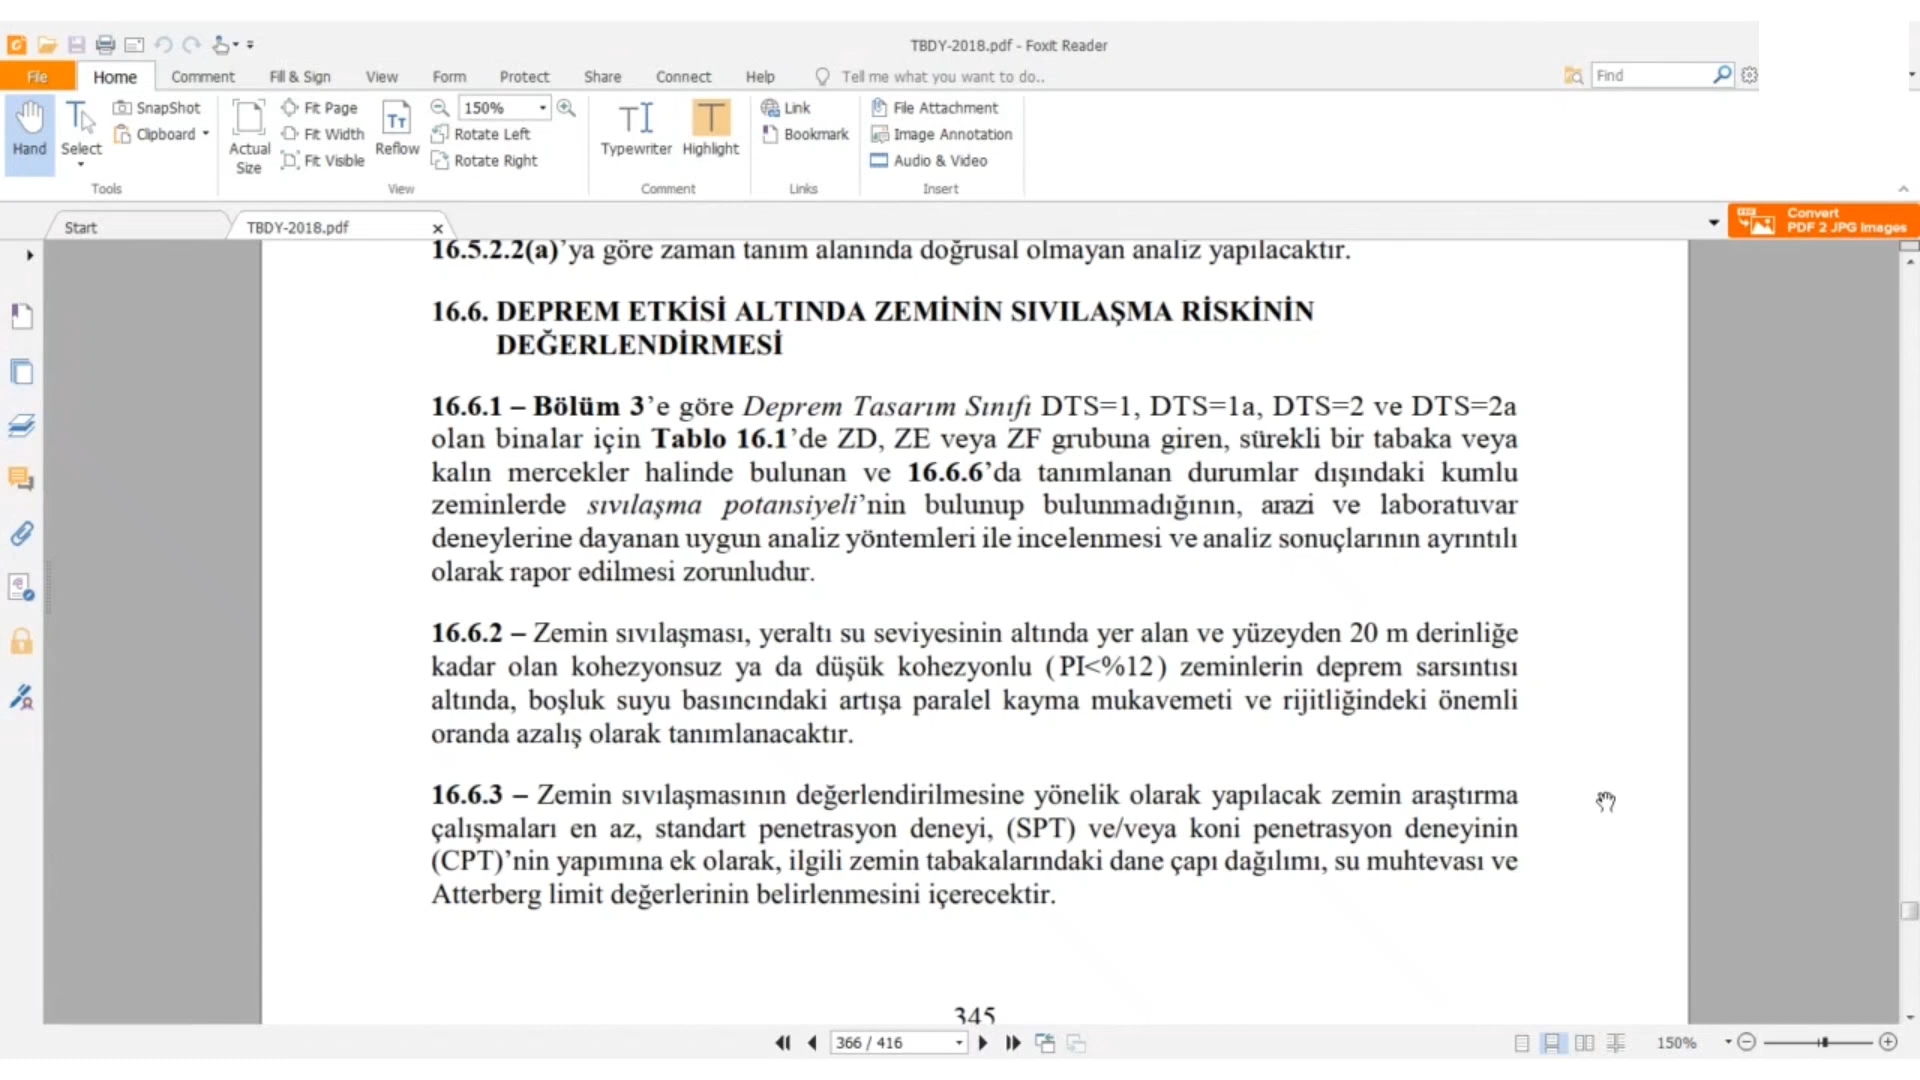 TBDY-2018.pdf - Foxit Reader
File Home Comment Fill & Sign View Form Protect Share Connect Help Tell me what you want to do.. Find
SnapShot Fit Page 150% Link File Attachment
Clipboard Fit Width Rotate Left Bookmark Image Annotation
Hand Select Actual Size Fit Visible Reflow Rotate Right Typewriter Highlight Audio & Video
Tools View Comment Links Insert
Start TBDY-2018.pdf Convert
PDF 2 JPG Images
16.5.2.2(a)’ya göre zaman tanım alanında doğrusal olmayan analiz yapılacaktır.
16.6. DEPREM ETKİSİ ALTINDA ZEMİNİN SIVILAŞMA RİSKİNİN
DEĞERLENDİRMESİ
16.6.1 – Bölüm 3’e göre Deprem Tasarım Sınıfı DTS=1, DTS=1a, DTS=2 ve DTS=2a
olan binalar için Tablo 16.1’de ZD, ZE veya ZF grubuna giren, sürekli bir tabaka veya
kalın mercekler halinde bulunan ve 16.6.6’da tanımlanan durumlar dışındaki kumlu
zeminlerde sıvılaşma potansiyeli’nin bulunup bulunmadığının, arazi ve laboratuvar
deneylerine dayanan uygun analiz yöntemleri ile incelenmesi ve analiz sonuçlarının ayrıntılı
olarak rapor edilmesi zorunludur.
16.6.2 – Zemin sıvılaşması, yeraltı su seviyesinin altında yer alan ve yüzeyden 20 m derinliğe
kadar olan kohezyonsuz ya da düşük kohezyonlu (PI<%12) zeminlerin deprem sarsıntısı
altında, boşluk suyu basıncındaki artışa paralel kayma mukavemeti ve rijitliğindeki önemli
oranda azalış olarak tanımlanacaktır.
16.6.3 – Zemin sıvılaşmasının değerlendirilmesine yönelik olarak yapılacak zemin araştırma
çalışmaları en az, standart penetrasyon deneyi, (SPT) ve/veya koni penetrasyon deneyinin
(CPT)’nin yapımına ek olarak, ilgili zemin tabakalarındaki dane çapı dağılımı, su muhtevası ve
Atterberg limit değerlerinin belirlenmesini içerecektir.
345
366 / 416 150%